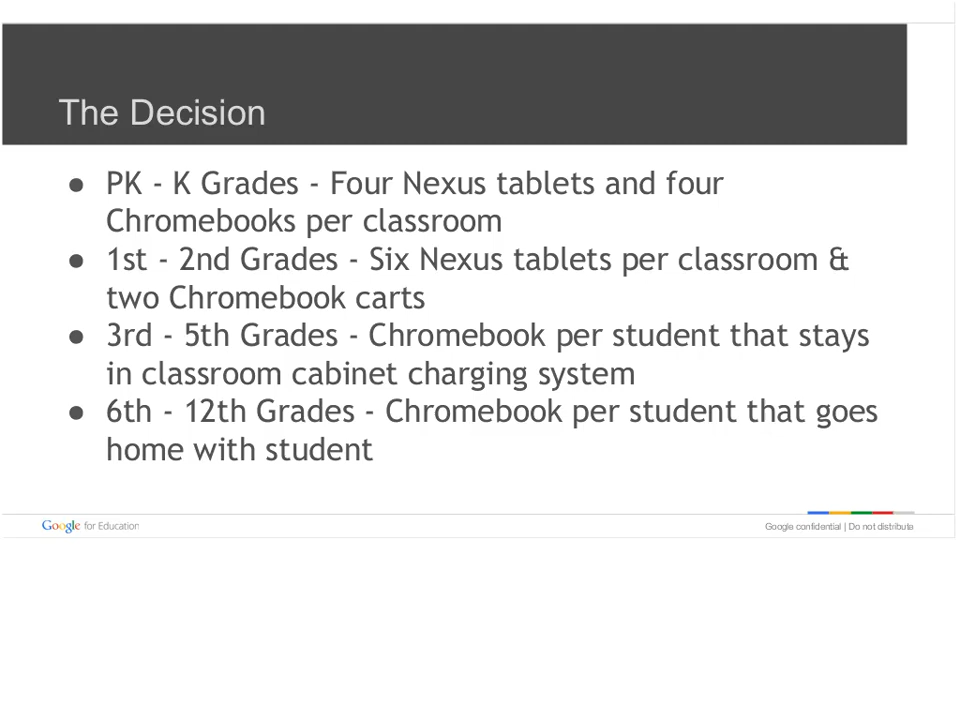 The Decision
● PK - K Grades - Four Nexus tablets and four
Chromebooks per classroom
● 1st - 2nd Grades - Six Nexus tablets per classroom &
two Chromebook carts
● 3rd - 5th Grades - Chromebook per student that stays
in classroom cabinet charging system
● 6th - 12th Grades - Chromebook per student that goes
home with student
Google for Education
Google confidential | Do not distribute